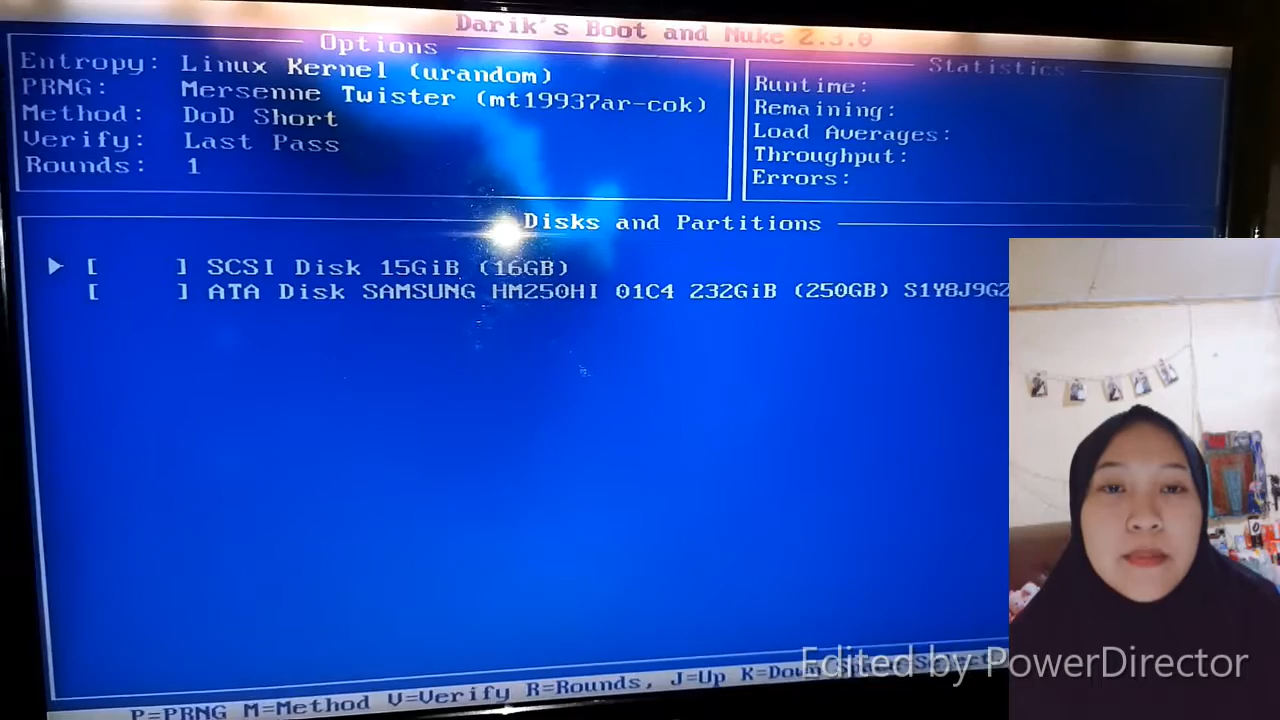 Darik's Boot and Nuke 2.3.0
Options
Entropy: Linux Kernel (urandom)
PRNG: Mersenne Twister (mt19937ar-cok)
Method: DoD Short
Verify: Last Pass
Rounds: 1
Statistics
Runtime:
Remaining:
Load Averages:
Throughput:
Errors:
Disks and Partitions
[ ] SCSI Disk 15GiB (16GB)
[ ] ATA Disk SAMSUNG HM250HI 01C4 232GiB (250GB) S1Y8J9GZ
P=PRNG M=Method V=Verify R=Rounds, J=Up K=Down
Edited by PowerDirector